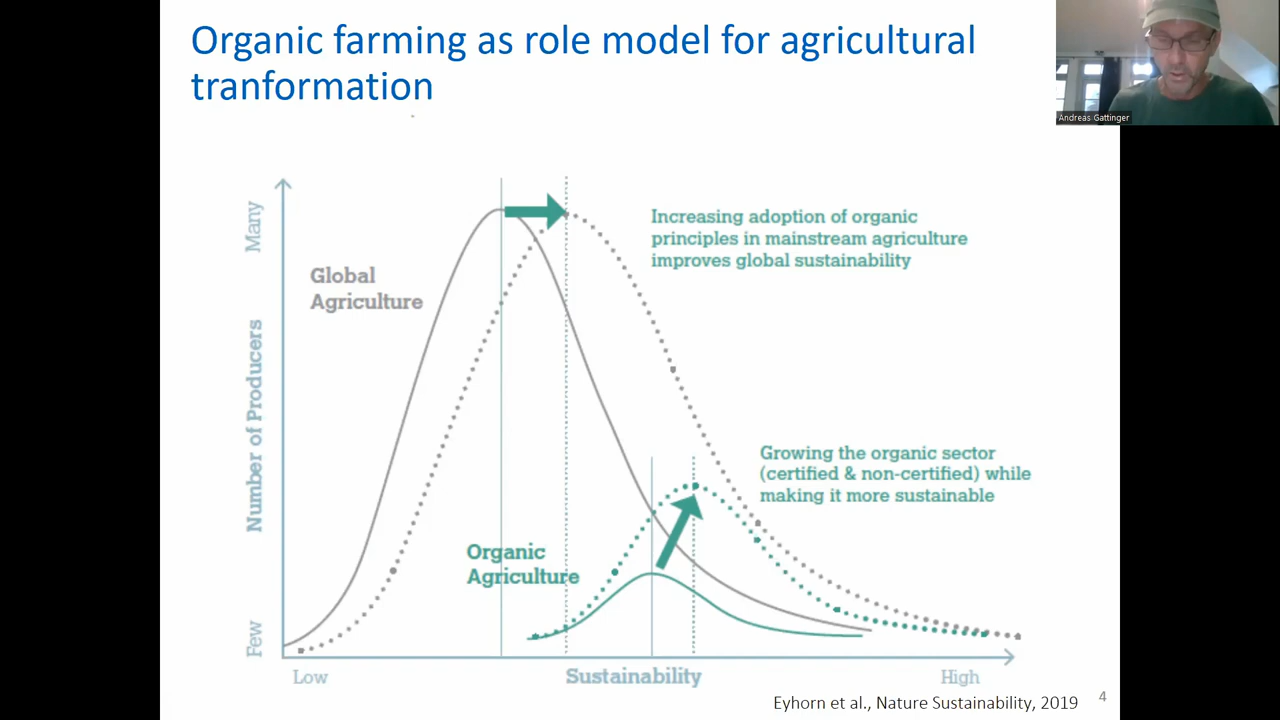 Organic farming as role model for agricultural
tranformation
Andreas Gattinger
Many
Number of Producers
Few
Global
Agriculture
Increasing adoption of organic
principles in mainstream agriculture
improves global sustainability
Growing the organic sector
(certified & non-certified) while
making it more sustainable
Organic
Agriculture
Low
Sustainability
High
Eyhorn et al., Nature Sustainability, 2019
4